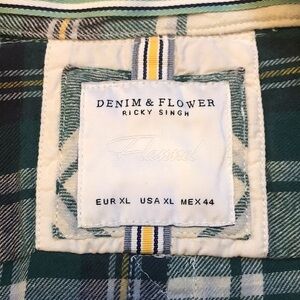 DENIM & FLOWER
RICKY SINGH
Flannel
EUR XL USA XL MEX 44